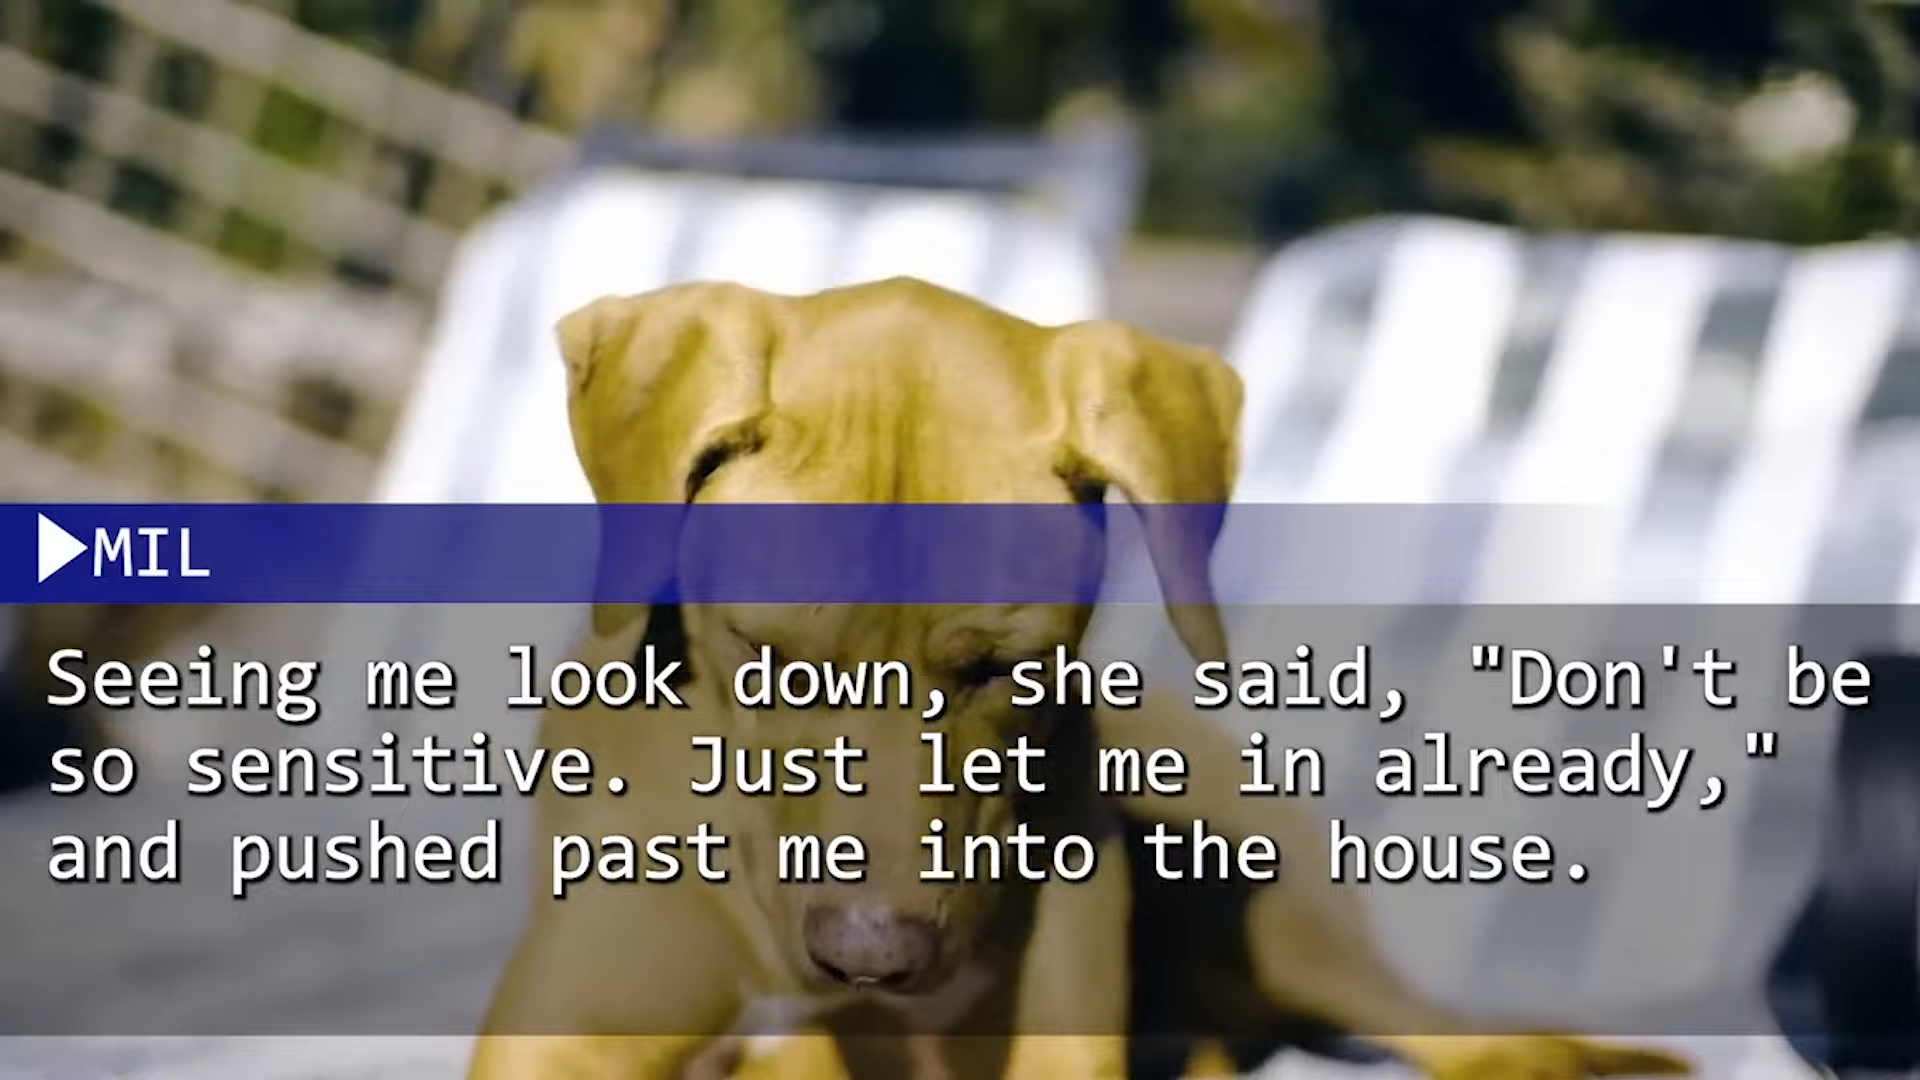 MIL
Seeing me look down, she said, "Don't be
so sensitive. Just let me in already,"
and pushed past me into the house.